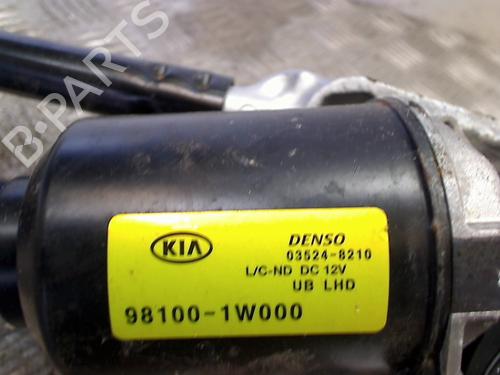 B-PARTS
KIA
DENSO
03524-8210
L/C-ND DC 12V
UB LHD
98100-1W000